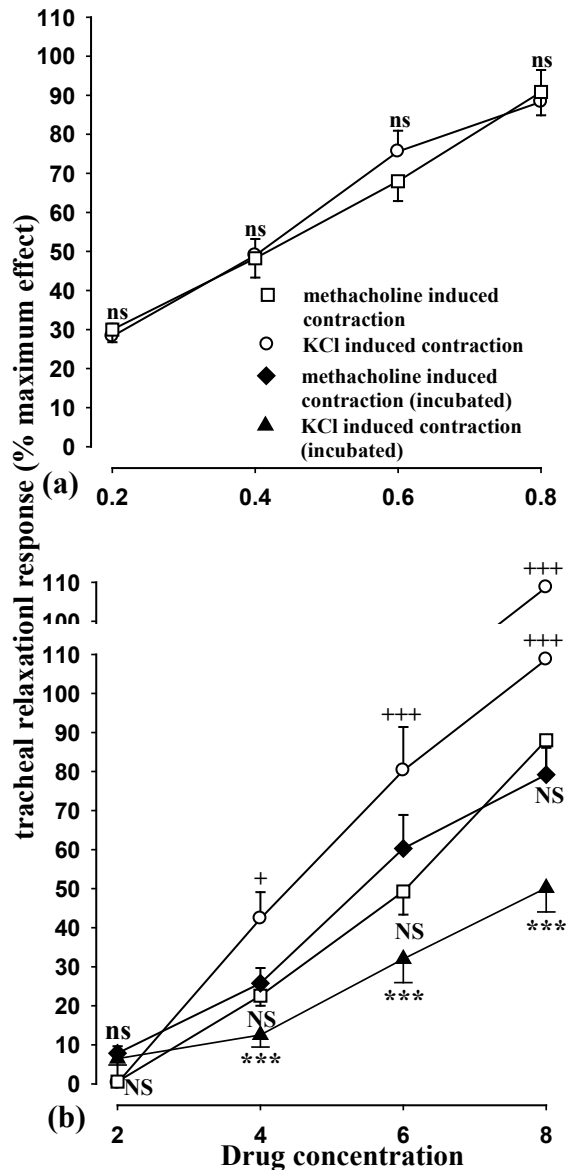 110
100
90
80
70
60
50
40
30
20
10
0
ns
ns
ns
ns
methacholine induced
contraction
KCl induced contraction
methacholine induced
contraction (incubated)
KCl induced contraction
(incubated)
(a)
0.2
0.4
0.6
0.8
tracheal relaxationl response (% maximum effect)
110
100
+++
110
100
90
80
70
60
50
40
30
20
10
0
+++
+++
+
NS
NS
NS
ns
NS
***
***
***
(b)
2
4
6
8
Drug concentration